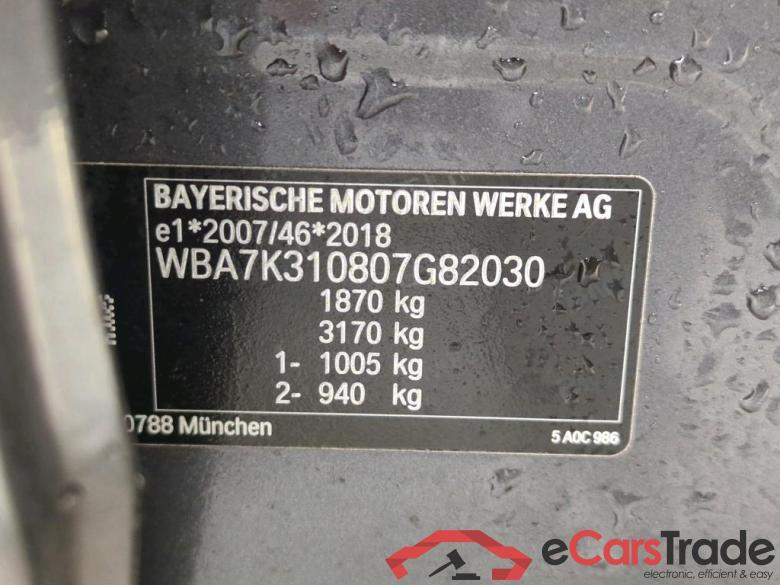 BAYERISCHE MOTOREN WERKE AG
e1*2007/46*2018
WBA7K310807G82030
1870 kg
3170 kg
1- 1005 kg
2- 940 kg
0788 München
5 A0C 986
eCarsTrade
electronic, efficient & easy